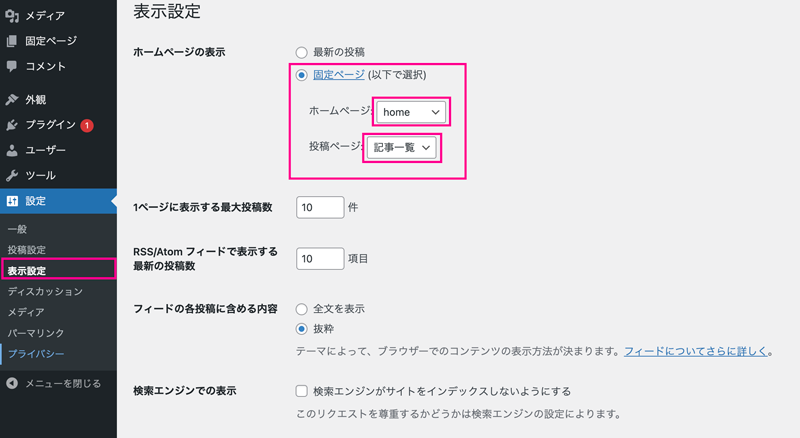 メディア
固定ページ
コメント
外観
プラグイン 1
ユーザー
ツール
設定
一般
投稿設定
表示設定
ディスカッション
メディア
パーマリンク
プライバシー
メニューを閉じる
表示設定
ホームページの表示
最新の投稿
固定ページ (以下で選択)
ホームページ: home
投稿ページ: 記事一覧
1ページに表示する最大投稿数
10 件
RSS/Atom フィードで表示する
最新の投稿数
10 項目
フィードの各投稿に含める内容
全文を表示
抜粋
テーマによって、ブラウザーでのコンテンツの表示方法が決まります。フィードについてさらに詳しく。
検索エンジンでの表示
検索エンジンがサイトをインデックスしないようにする
このリクエストを尊重するかどうかは検索エンジンの設定によります。